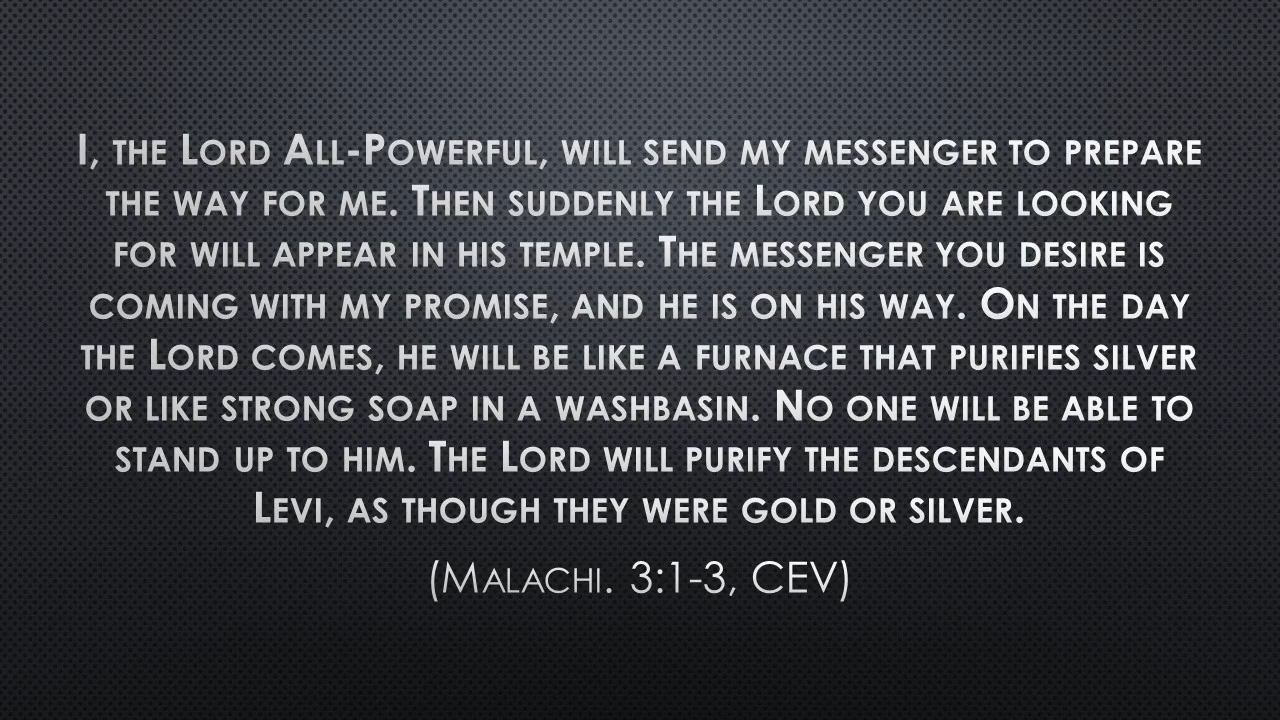 I, the Lord All-Powerful, will send my messenger to prepare
the way for me. Then suddenly the Lord you are looking
for will appear in his temple. The messenger you desire is
coming with my promise, and he is on his way. On the day
the Lord comes, he will be like a furnace that purifies silver
or like strong soap in a washbasin. No one will be able to
stand up to him. The Lord will purify the descendants of
Levi, as though they were gold or silver.
(Malachi. 3:1-3, CEV)